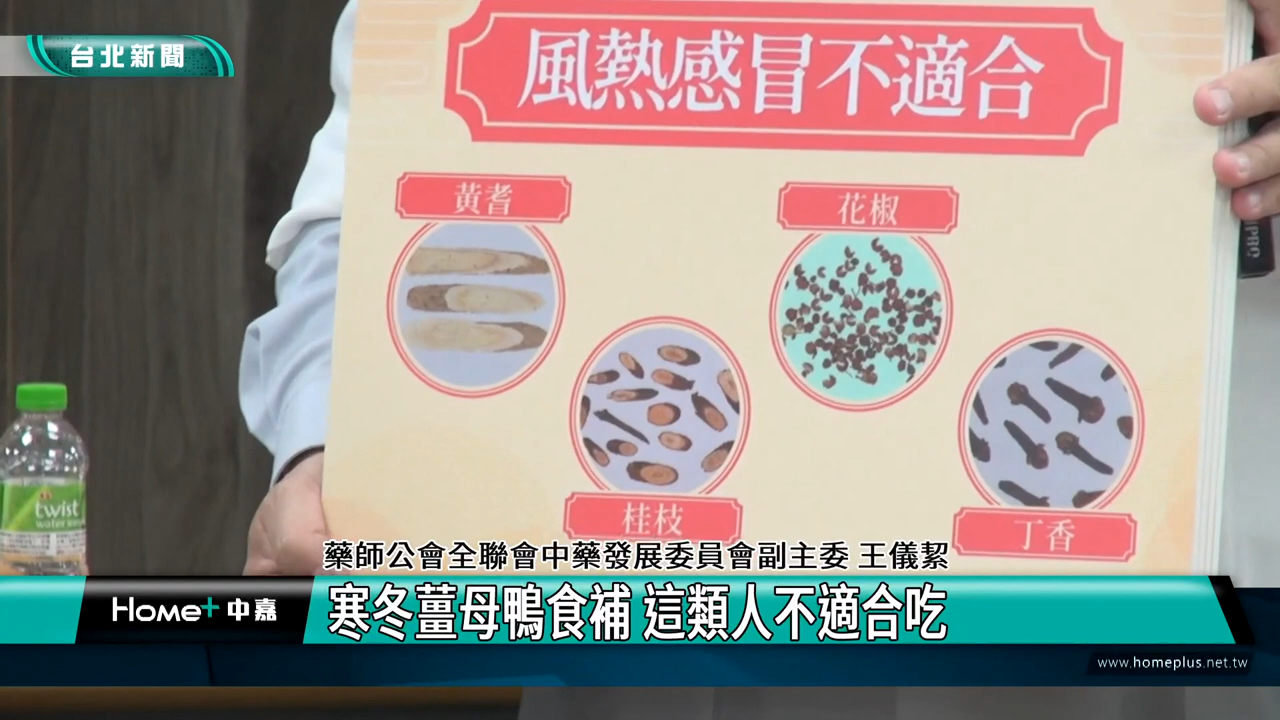 台北新聞
風熱感冒不適合
黃耆
花椒
桂枝
丁香
twist
water
藥師公會全聯會中藥發展委員會副主委 王儀絜
Home+ 中嘉
寒冬薑母鴨食補 這類人不適合吃
www.homeplus.net.tw